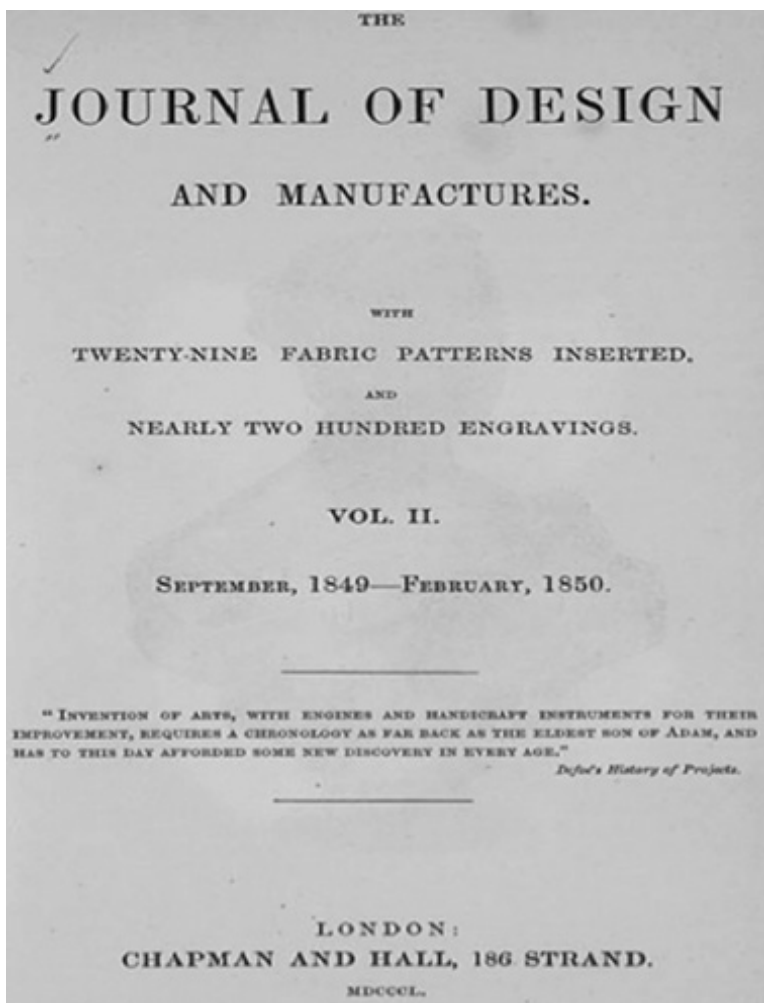 THE
JOURNAL OF DESIGN
AND MANUFACTURES.
WITH
TWENTY-NINE FABRIC PATTERNS INSERTED,
AND
NEARLY TWO HUNDRED ENGRAVINGS.
VOL. II.
SEPTEMBER, 1849—FEBRUARY, 1850.
"INVENTION OF ARTS, WITH ENGINES AND HANDICRAFT INSTRUMENTS FOR THEIR
IMPROVEMENT, REQUIRES A CHRONOLOGY AS FAR BACK AS THE ELDEST SON OF ADAM, AND
HAS TO THIS DAY AFFORDED SOME NEW DISCOVERY IN EVERY AGE."
Defoe's History of Projects.
LONDON:
CHAPMAN AND HALL, 186 STRAND.
MDCCCL.